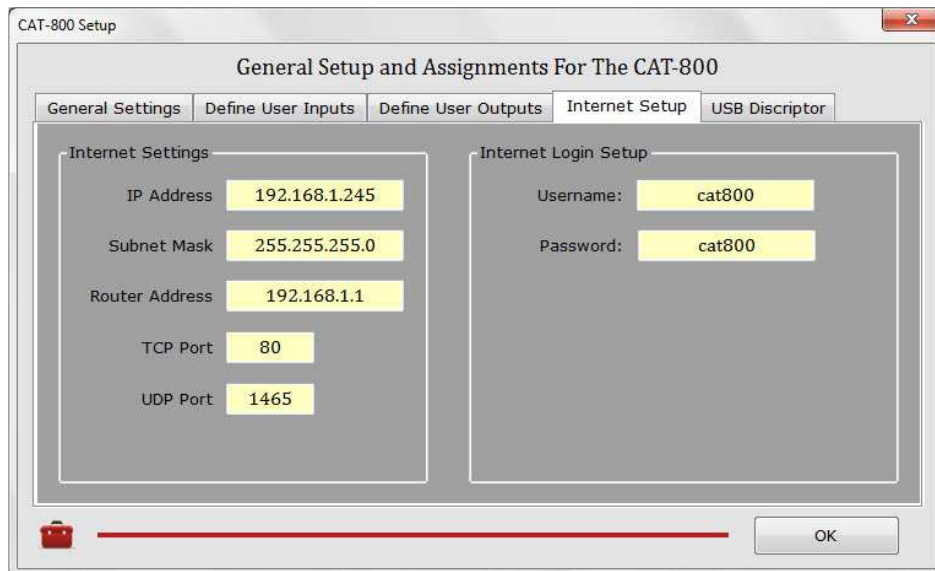 CAT-800 Setup
General Setup and Assignments For The CAT-800
General Settings
Define User Inputs
Define User Outputs
Internet Setup
USB Discriptor
Internet Settings
IP Address 192.168.1.245
Subnet Mask 255.255.255.0
Router Address 192.168.1.1
TCP Port 80
UDP Port 1465
Internet Login Setup
Username: cat800
Password: cat800
OK